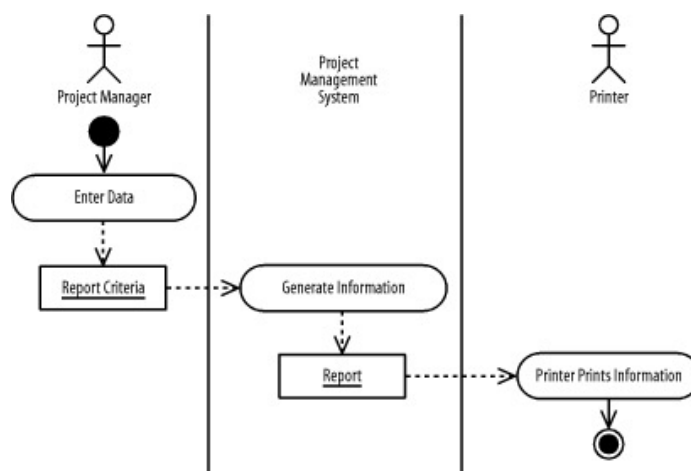 Project Manager
Project
Management
System
Printer
Enter Data
Report Criteria
Generate Information
Report
Printer Prints Information